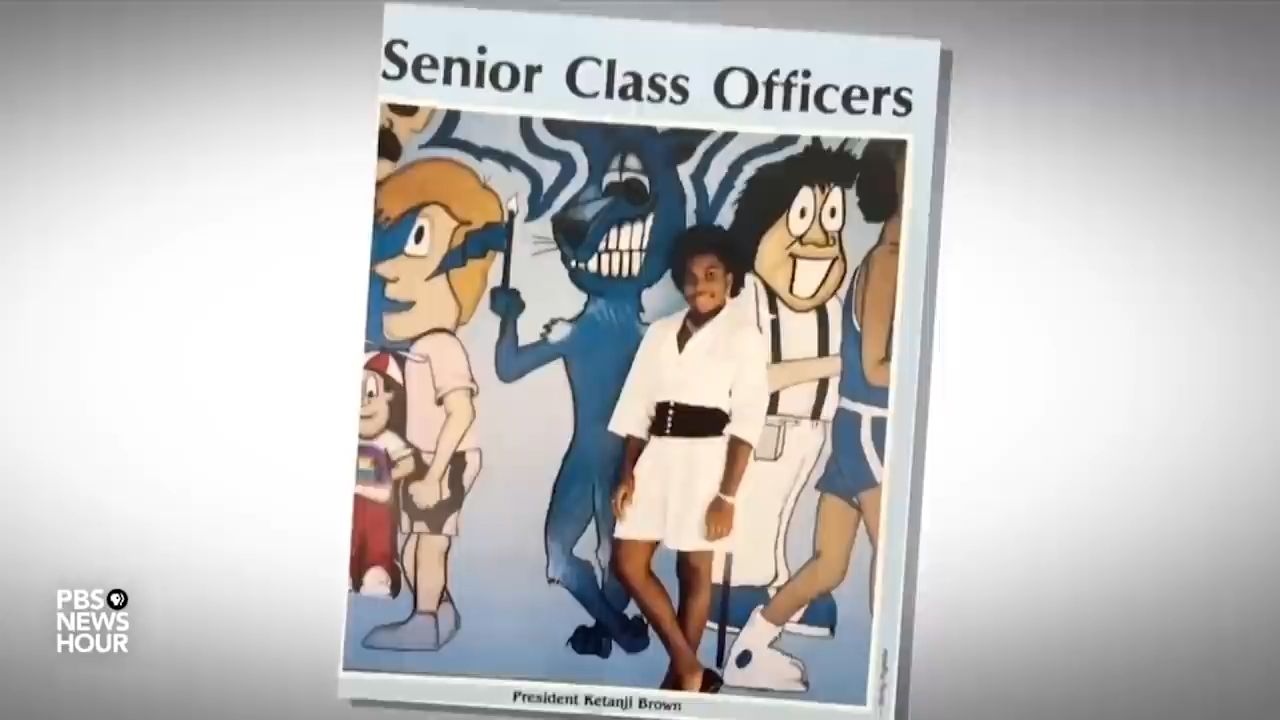 Senior Class Officers
President Ketanji Brown
PBS
NEWS
HOUR